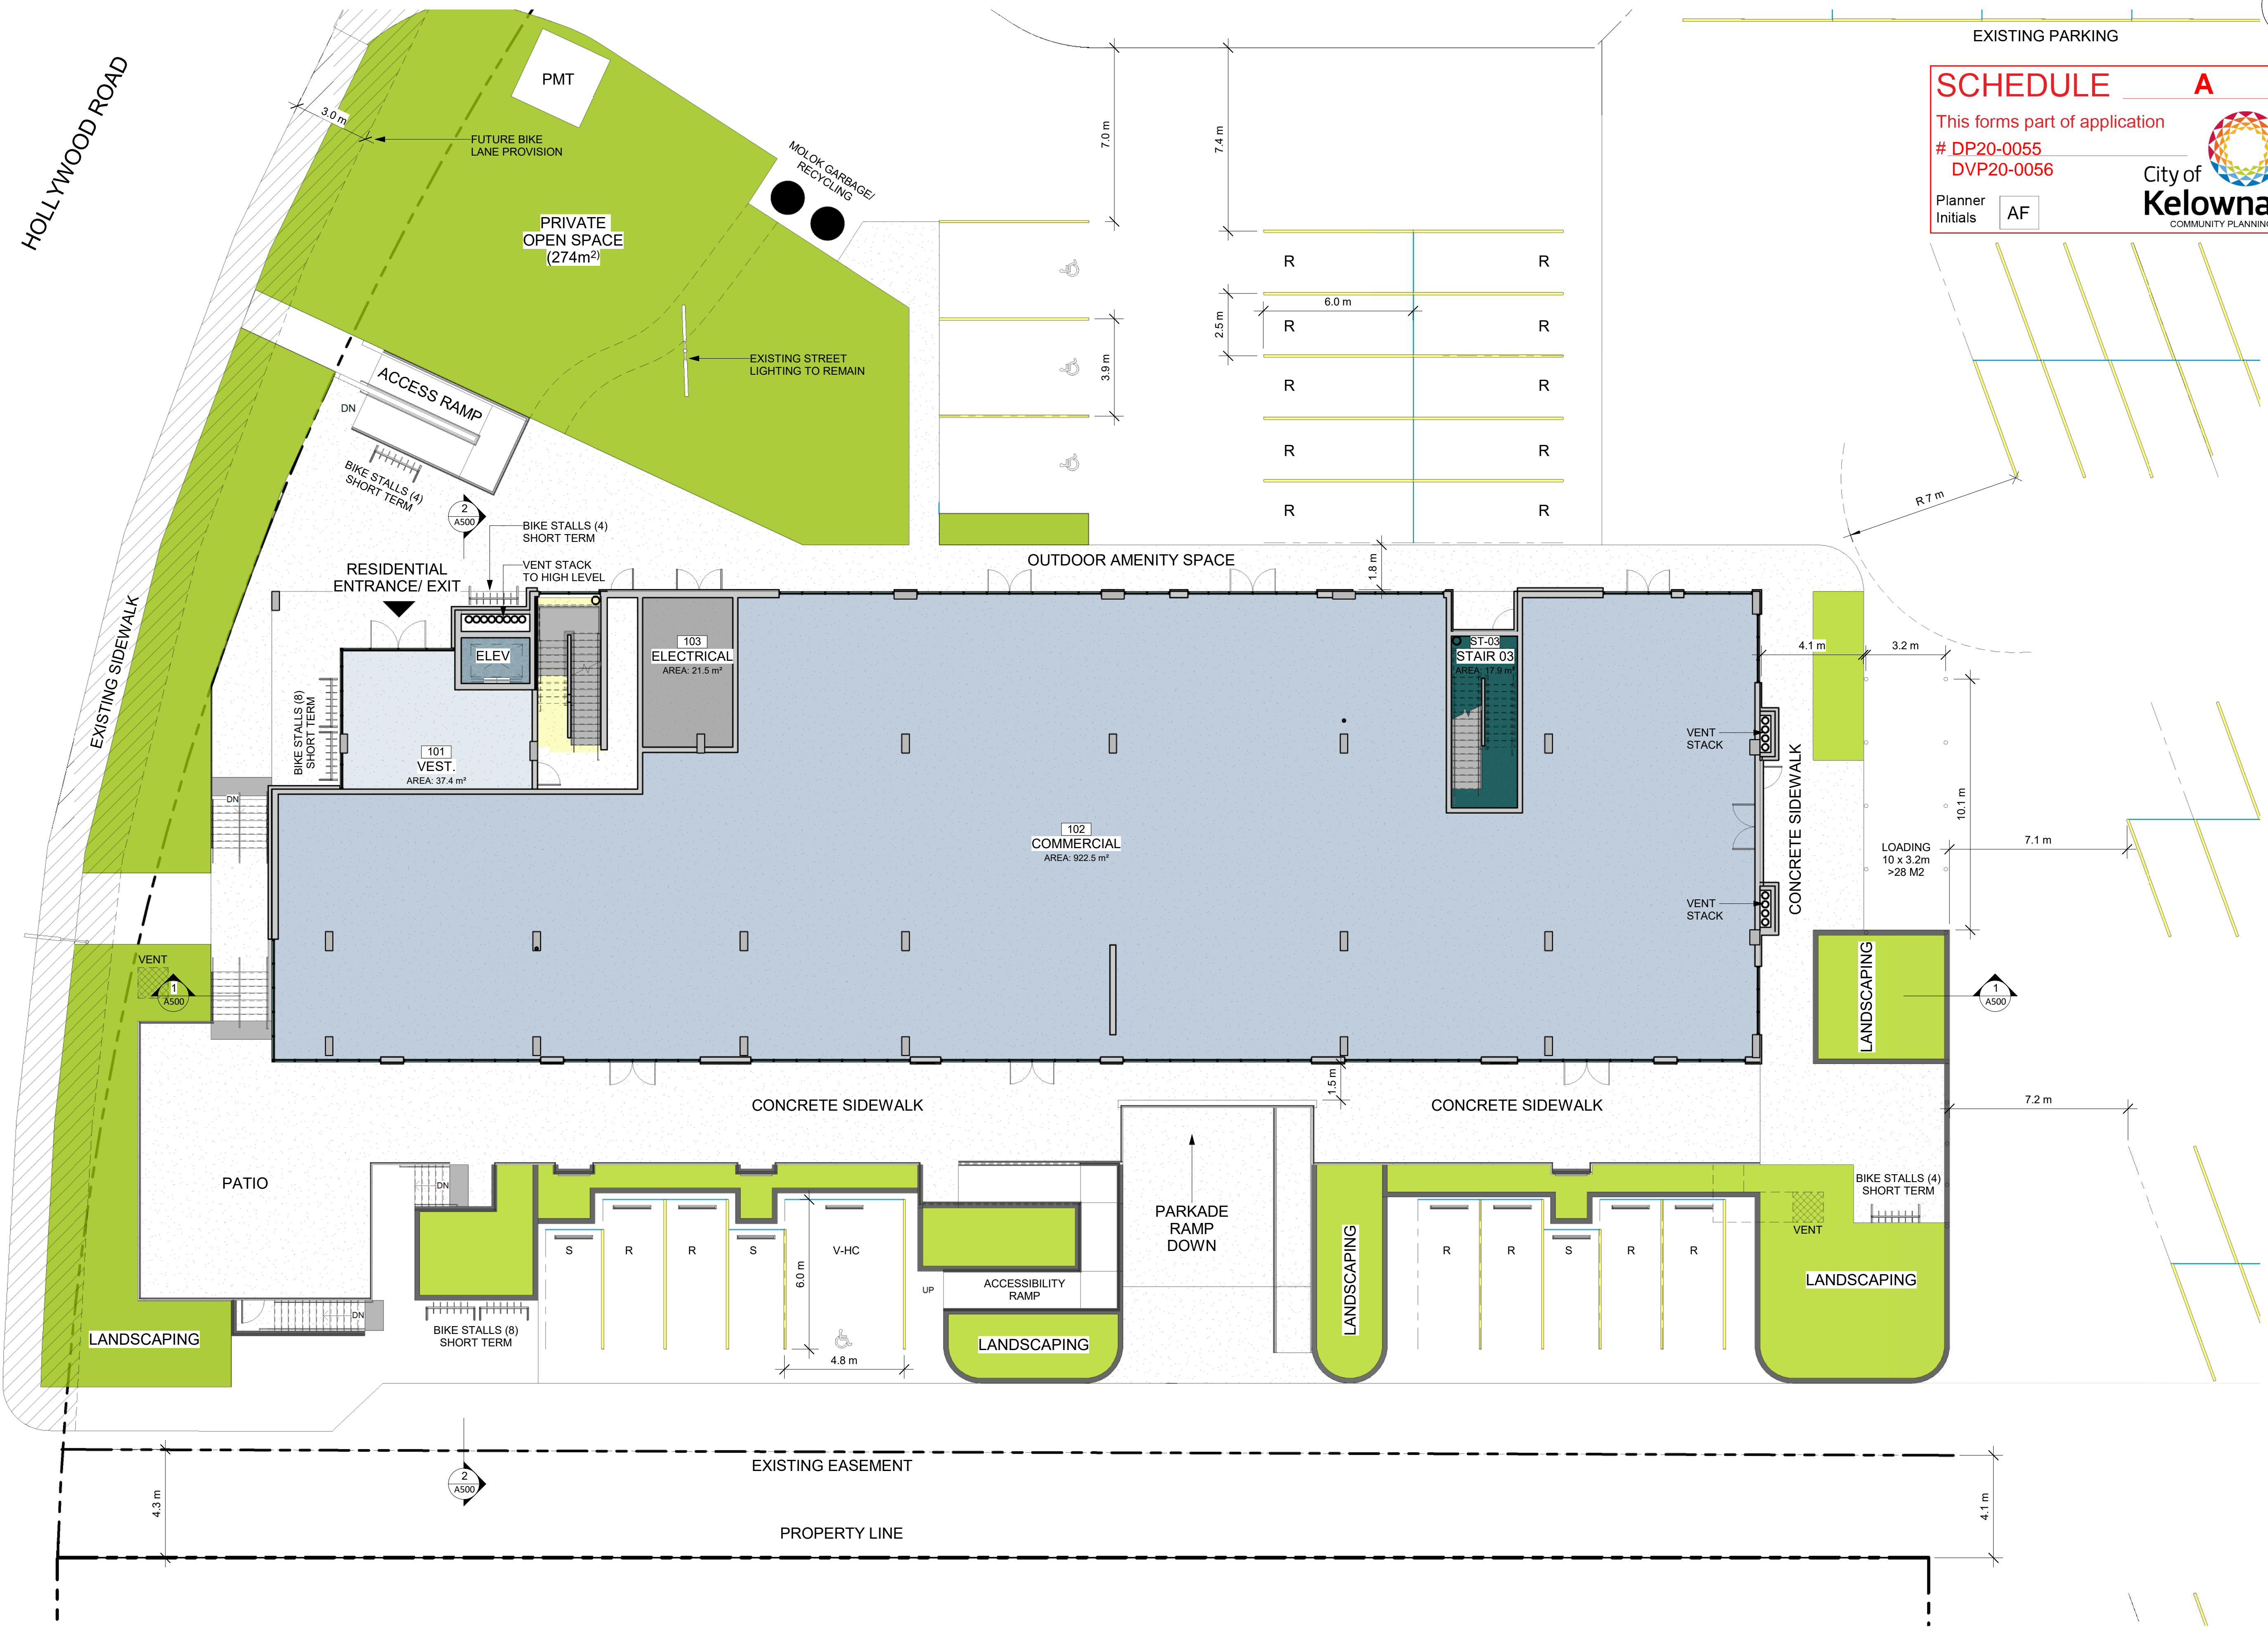 EXISTING PARKING
SCHEDULE A
This forms part of application
# DP20-0055
DVP20-0056
City of
Kelowna
COMMUNITY PLANNING
Planner
Initials
AF
HOLLYWOOD ROAD
PMT
3.0 m
FUTURE BIKE
LANE PROVISION
MOLOK GARBAGE/
RECYCLING
PRIVATE
OPEN SPACE
(274m2)
7.0 m
7.4 m
R R
R R
R R
R R
R R
6.0 m
2.5 m
3.9 m
EXISTING STREET
LIGHTING TO REMAIN
ACCESS RAMP
DN
BIKE STALLS (4)
SHORT TERM
2
A500
BIKE STALLS (4)
SHORT TERM
VENT STACK
TO HIGH LEVEL
RESIDENTIAL
ENTRANCE/ EXIT
OUTDOOR AMENITY SPACE
1.8 m
R 7 m
EXISTING SIDEWALK
BIKE STALLS (8)
SHORT TERM
ELEV
101
VEST.
AREA: 37.4 m²
103
ELECTRICAL
AREA: 21.5 m²
ST-03
STAIR 03
AREA: 17.9 m²
102
COMMERCIAL
AREA: 922.5 m²
4.1 m
3.2 m
VENT
STACK
VENT
STACK
CONCRETE SIDEWALK
10.1 m
LOADING
10 x 3.2m
>28 M2
7.1 m
DN
VENT
1
A500
LANDSCAPING
1
A500
1.5 m
CONCRETE SIDEWALK
CONCRETE SIDEWALK
7.2 m
PATIO
DN
DN
LANDSCAPING
BIKE STALLS (8)
SHORT TERM
S
R
R
S
V-HC
6.0 m
4.8 m
UP
ACCESSIBILITY
RAMP
LANDSCAPING
PARKADE
RAMP
DOWN
LANDSCAPING
R
R
S
R
R
BIKE STALLS (4)
SHORT TERM
VENT
LANDSCAPING
EXISTING EASEMENT
2
A500
4.3 m
4.1 m
PROPERTY LINE